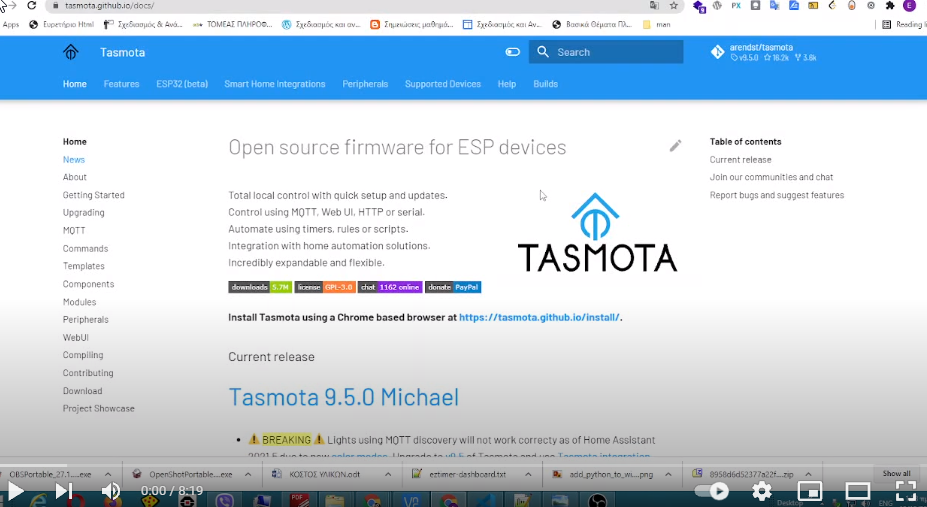 tasmota.github.io/docs/
Apps
Ευρετήριο Html
Σχεδιασμός & Ανά...
ΤΟΜΕΑΣ ΠΛΗΡΟΦ...
Σχεδιασμός και αν...
Σημειώσεις μαθημά...
Σχεδιασμός και αν...
Βασικά Θέματα Πλ...
man
Reading li
Tasmota
Search
arendst/tasmota
v9.5.0 16.2k 3.6k
Home Features ESP32 (beta) Smart Home Integrations Peripherals Supported Devices Help Builds
Home
News
About
Getting Started
Upgrading
MQTT
Commands
Templates
Components
Modules
Peripherals
WebUI
Compiling
Contributing
Download
Project Showcase
Open source firmware for ESP devices
Total local control with quick setup and updates.
Control using MQTT, Web UI, HTTP or serial.
Automate using timers, rules or scripts.
Integration with home automation solutions.
Incredibly expandable and flexible.
TASMOTA
downloads 5.7M license GPL-3.0 chat 1162 online donate PayPal
Install Tasmota using a Chrome based browser at https://tasmota.github.io/install/.
Current release
Tasmota 9.5.0 Michael
BREAKING Lights using MQTT discovery will not work correcty as of Home Assistant
2021.5 due to new color modes. Upgrade to v9.5 of Tasmota and use Tasmota integration
Table of contents
Current release
Join our communities and chat
Report bugs and suggest features
OBSPortable_27.1....exe
OpenShotPortable....exe
ΚΟΣΤΟΣ ΥΛΙΚΩΝ.odt
eztimer-dashboard.txt
add_python_to_wi....png
8958d6d52377a22f....zip
Show all
0:00 / 8:19
Desktop
ENG